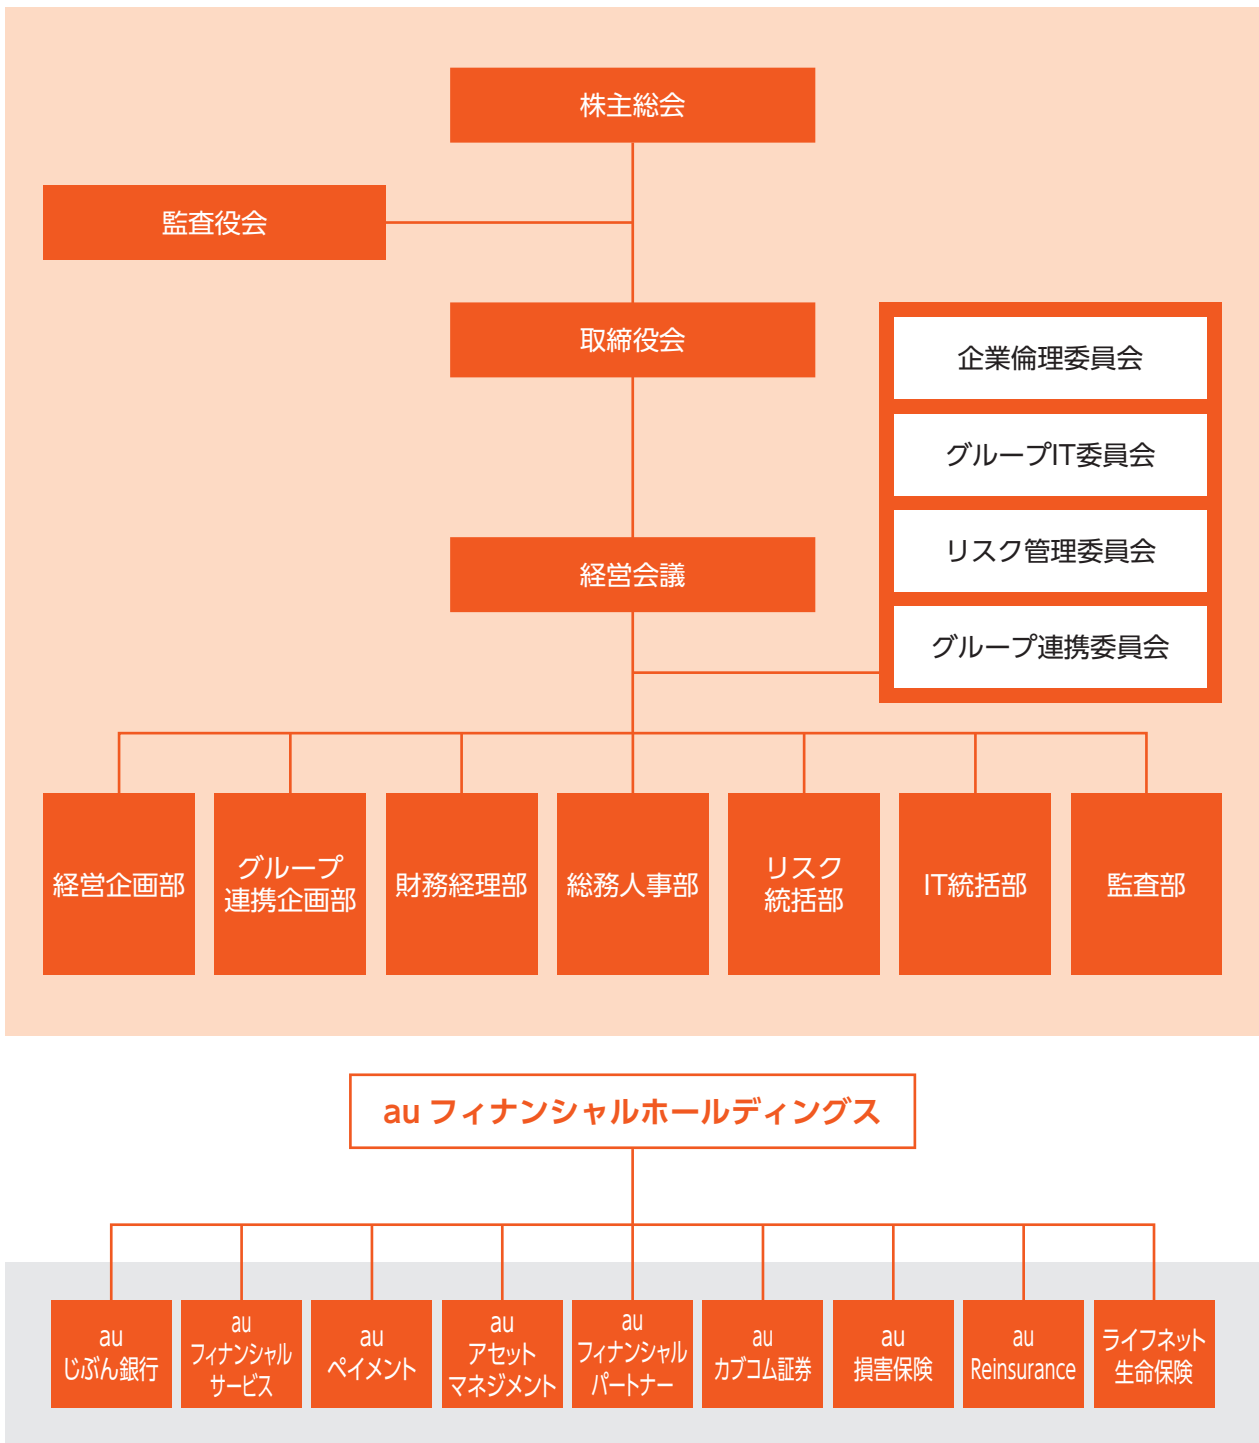 株主総会
監査役会
取締役会
企業倫理委員会
グループIT委員会
リスク管理委員会
グループ連携委員会
経営会議
経営企画部
グループ
連携企画部
財務経理部
総務人事部
リスク
統括部
IT統括部
監査部
au フィナンシャルホールディングス
au
じぶん銀行
au
フィナンシャル
サービス
au
ペイメント
au
アセット
マネジメント
au
フィナンシャル
パートナー
au
カブコム証券
au
損害保険
au
Reinsurance
ライフネット
生命保険